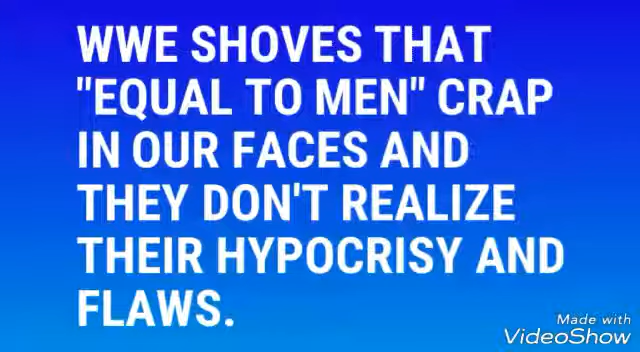 WWE SHOVES THAT
"EQUAL TO MEN" CRAP
IN OUR FACES AND
THEY DON'T REALIZE
THEIR HYPOCRISY AND
FLAWS.
Made with
VideoShow